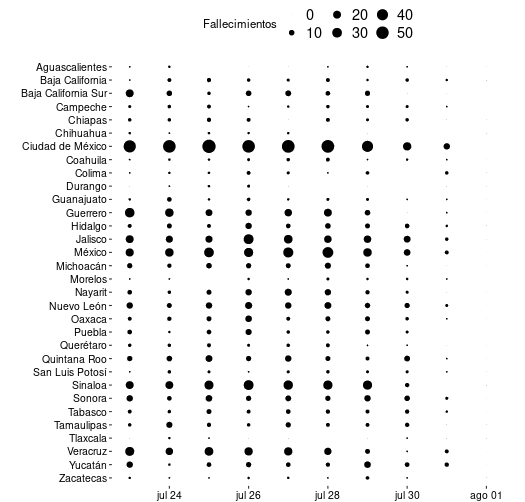 Fallecimientos
0 20 40
10 30 50
Aguascalientes
Baja California
Baja California Sur
Campeche
Chiapas
Chihuahua
Ciudad de México
Coahuila
Colima
Durango
Guanajuato
Guerrero
Hidalgo
Jalisco
México
Michoacán
Morelos
Nayarit
Nuevo León
Oaxaca
Puebla
Querétaro
Quintana Roo
San Luis Potosí
Sinaloa
Sonora
Tabasco
Tamaulipas
Tlaxcala
Veracruz
Yucatán
Zacatecas
jul 24 jul 26 jul 28 jul 30 ago 01